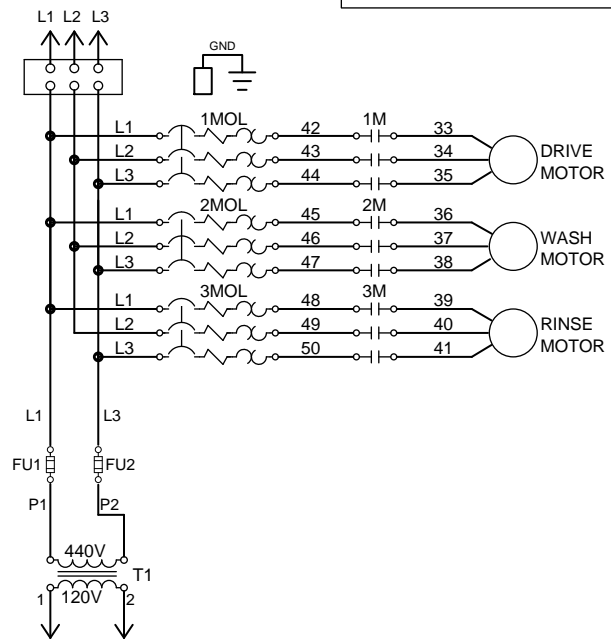 L1 L2 L3
GND
L1 1MOL 42 1M 33
L2 43 34
L3 44 35
DRIVE
MOTOR
L1 2MOL 45 2M 36
L2 46 37
L3 47 38
WASH
MOTOR
L1 3MOL 48 3M 39
L2 49 40
L3 50 41
RINSE
MOTOR
L1 L3
FU1 FU2
P1 P2
440V
T1
1 120V 2